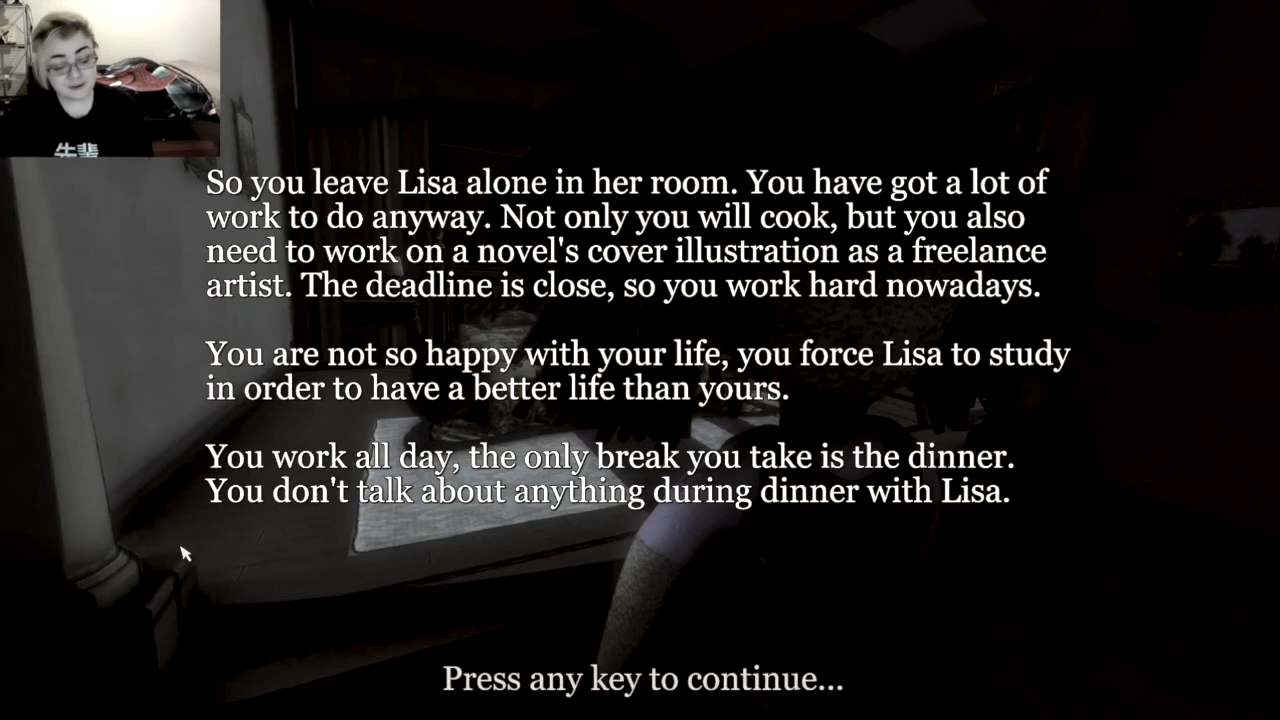 先輩
So you leave Lisa alone in her room. You have got a lot of
work to do anyway. Not only you will cook, but you also
need to work on a novel's cover illustration as a freelance
artist. The deadline is close, so you work hard nowadays.
You are not so happy with your life, you force Lisa to study
in order to have a better life than yours.
You work all day, the only break you take is the dinner.
You don't talk about anything during dinner with Lisa.
Press any key to continue...